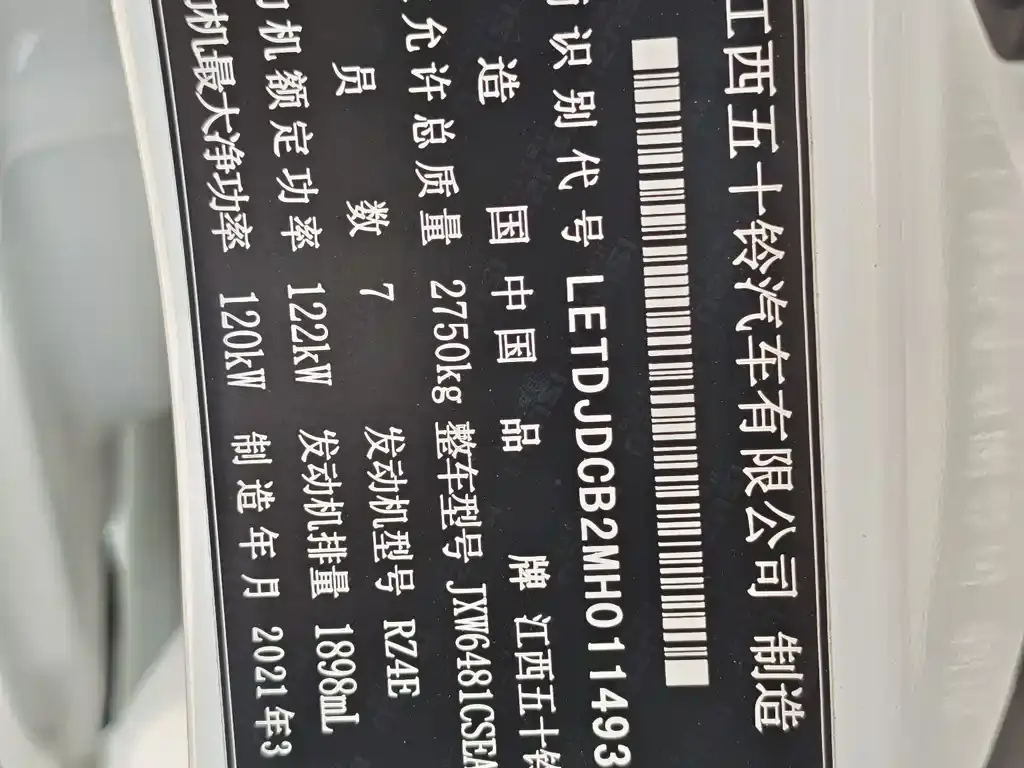 江西五十铃汽车有限公司 制造
识别代号 LETDJDCB2MH011493
造国 中国 品牌 江西五十铃
允许总质量 2750kg 整车型号 JXW6481CSEA
员数 7 发动机型号 RZ4E
机额定功率 122kW 发动机排量 1898mL
机最大净功率 120kW 制造年月 2021年3